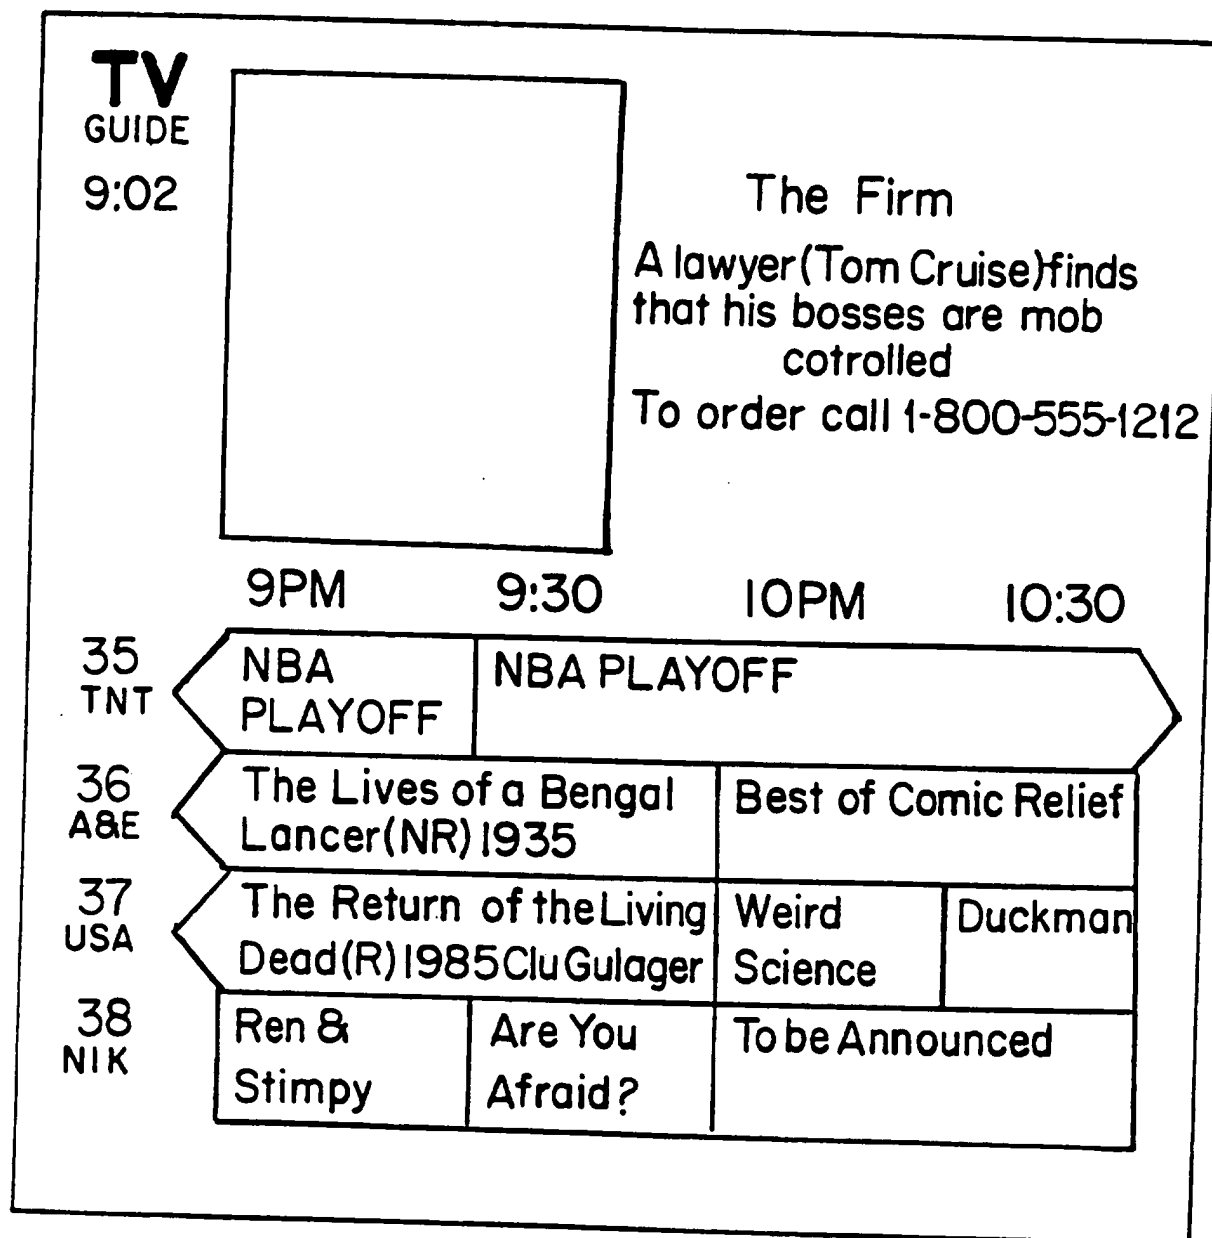 TV
GUIDE
9:02
The Firm
A lawyer(Tom Cruise)finds
that his bosses are mob
cotrolled
To order call 1-800-555-1212
9PM 9:30 10PM 10:30
35
TNT
NBA
PLAYOFF
NBA PLAYOFF
36
A&E
The Lives of a Bengal
Lancer(NR)1935
Best of Comic Relief
37
USA
The Return of the Living
Dead(R)1985 Clu Gulager
Weird
Science
Duckman
38
NIK
Ren &
Stimpy
Are You
Afraid?
To be Announced